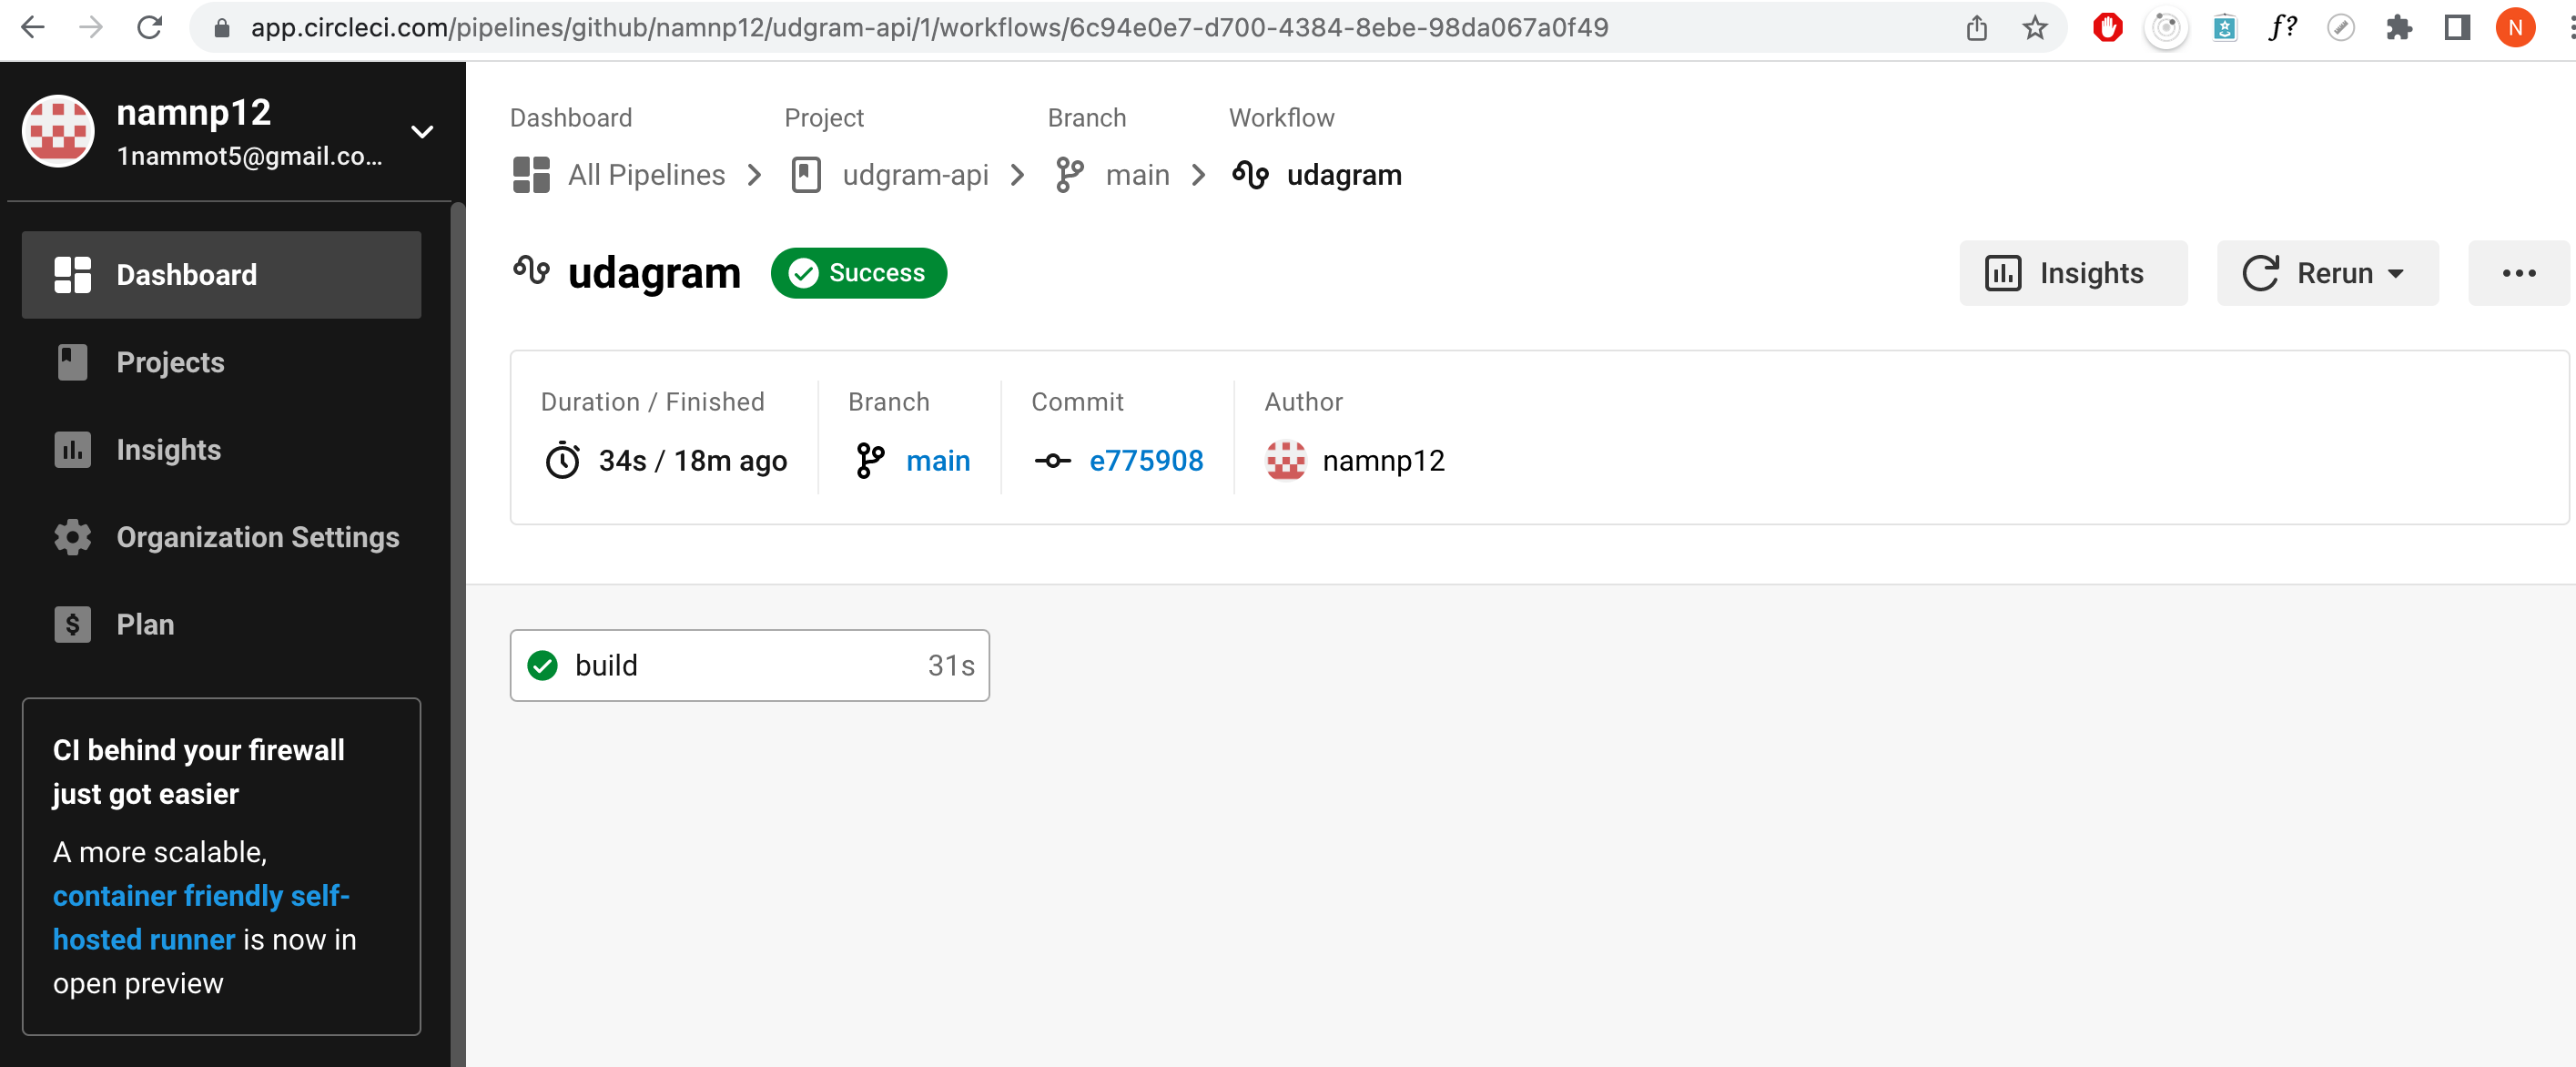 app.circleci.com/pipelines/github/namnp12/udgram-api/1/workflows/6c94e0e7-d700-4384-8ebe-98da067a0f49
f?
N
namnp12
1nammot5@gmail.co...
Dashboard
Projects
Insights
Organization Settings
Plan
CI behind your firewall
just got easier
A more scalable,
container friendly self-
hosted runner is now in
open preview
Dashboard Project Branch Workflow
All Pipelines udgram-api main udagram
udagram Success Insights Rerun
Duration / Finished Branch Commit Author
34s / 18m ago main e775908 namnp12
build 31s